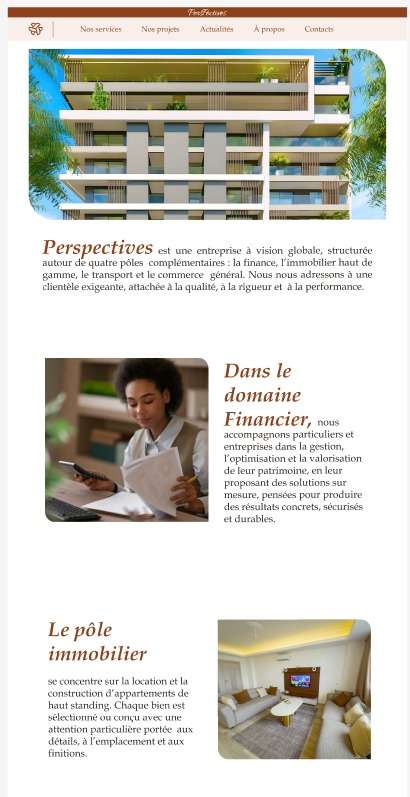 Perspectives
Nos services Nos projets Actualités À propos Contacts
Perspectives est une entreprise à vision globale, structurée
autour de quatre pôles complémentaires : la finance, l'immobilier haut de
gamme, le transport et le commerce général. Nous nous adressons à une
clientèle exigeante, attachée à la qualité, à la rigueur et à la performance.
Dans le
domaine
Financier, nous
accompagnons particuliers et
entreprises dans la gestion,
l'optimisation et la valorisation
de leur patrimoine, en leur
proposant des solutions sur
mesure, pensées pour produire
des résultats concrets, sécurisés
et durables.
Le pôle
immobilier
se concentre sur la location et la
construction d'appartements de
haut standing. Chaque bien est
sélectionné ou conçu avec une
attention particulière portée aux
détails, à l'emplacement et aux
finitions.